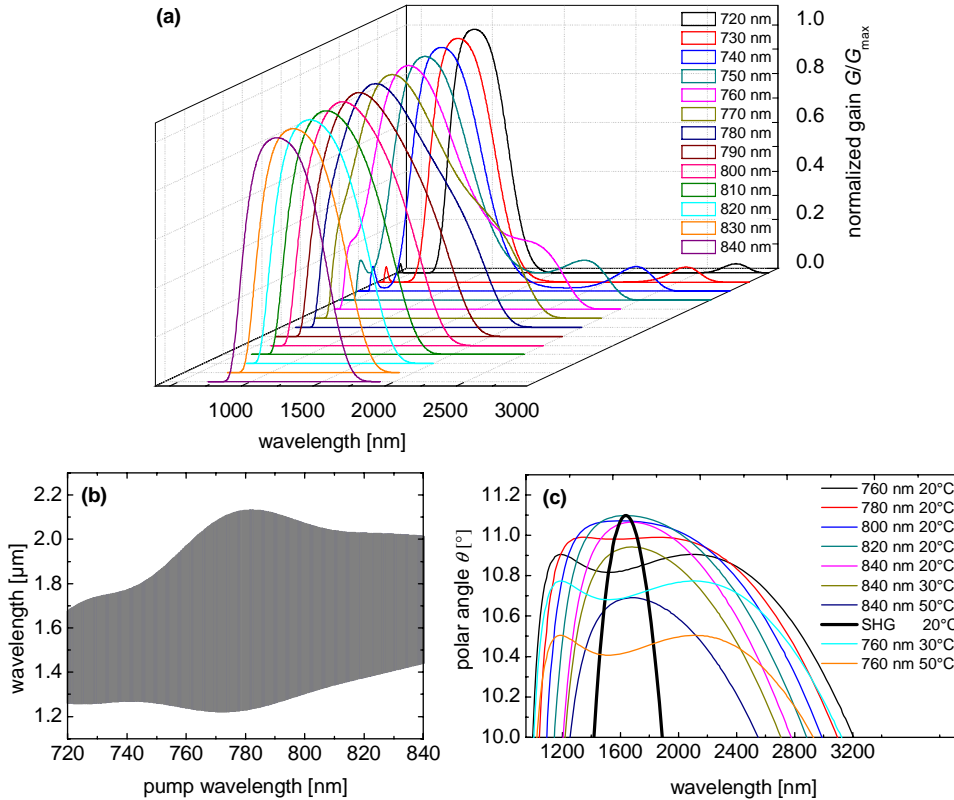 (a)
1.0
0.8
0.6
0.4
0.2
0.0
normalized gain G/Gmax
720 nm
730 nm
740 nm
750 nm
760 nm
770 nm
780 nm
790 nm
800 nm
810 nm
820 nm
830 nm
840 nm
1000 1500 2000 2500 3000
wavelength [nm]
(b)
2.2
2.0
1.8
1.6
1.4
1.2
wavelength [µm]
720 740 760 780 800 820 840
pump wavelength [nm]
(c)
11.2
11.0
10.8
10.6
10.4
10.2
10.0
polar angle θ [°]
760 nm 20°C
780 nm 20°C
800 nm 20°C
820 nm 20°C
840 nm 20°C
840 nm 30°C
840 nm 50°C
SHG 20°C
760 nm 30°C
760 nm 50°C
1200 1600 2000 2400 2800 3200
wavelength [nm]